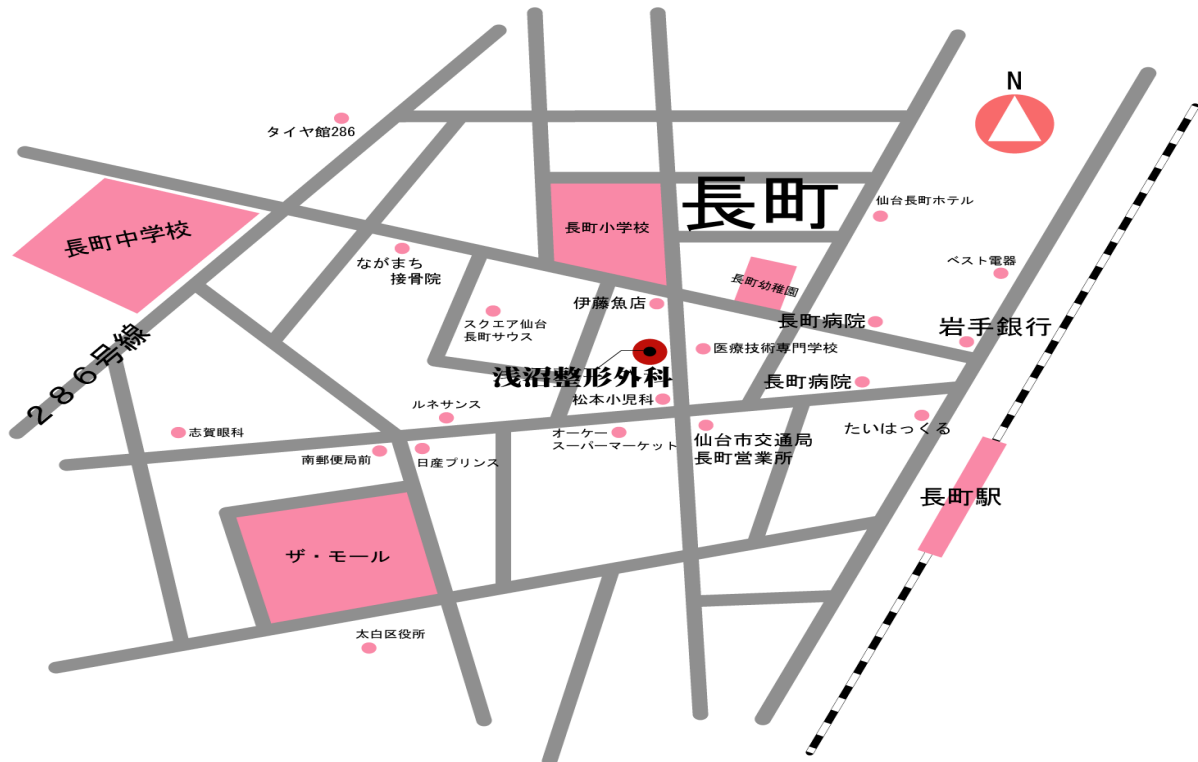 N
タイヤ館286
長町
仙台長町ホテル
長町中学校
長町小学校
ながまち
接骨院
ベスト電器
長町幼稚園
伊藤魚店
スクエア仙台
長町サウス
長町病院
岩手銀行
286号線
医療技術専門学校
浅沼整形外科
長町病院
松本小児科
ルネサンス
たいはっくる
志賀眼科
オーケー
スーパーマーケット
仙台市交通局
長町営業所
南郵便局前
日産プリンス
長町駅
ザ・モール
太白区役所